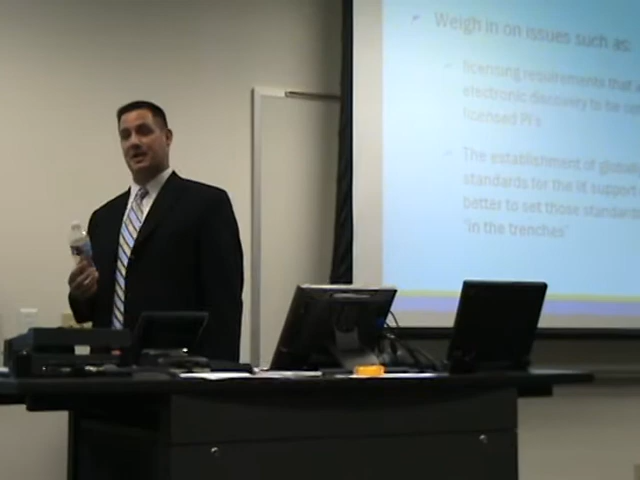 Weigh in on issues such as:
licensing requirements that
electronic discovery to be
licensed PI's
The establishment of globally
standards for the lit support
better to set those standards
"in the trenches"